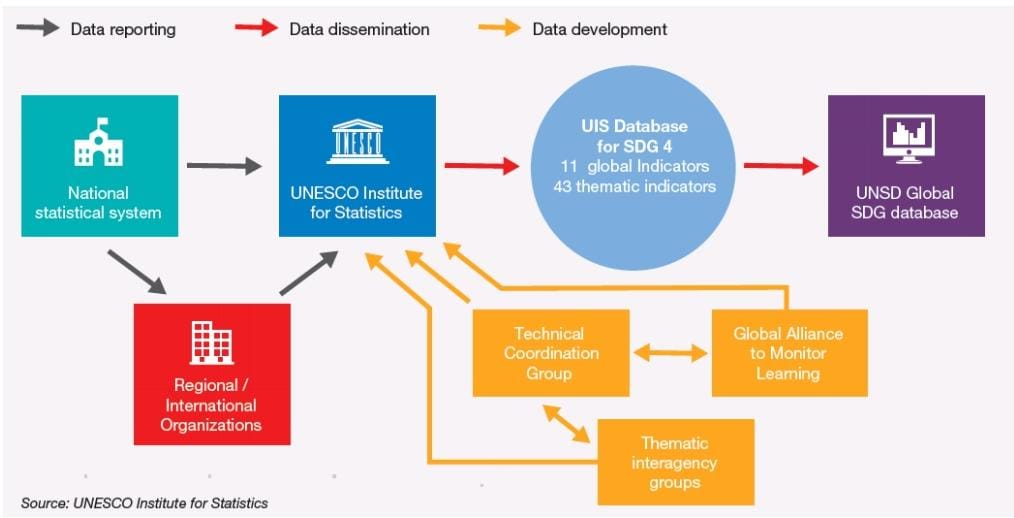 Data reporting
Data dissemination
Data development
National
statistical system
UNESCO
UNESCO Institute
for Statistics
UIS Database
for SDG 4
11 global Indicators
43 thematic indicators
UNSD Global
SDG database
Regional /
International
Organizations
Technical
Coordination
Group
Global Alliance
to Monitor
Learning
Thematic
interagency
groups
Source: UNESCO Institute for Statistics